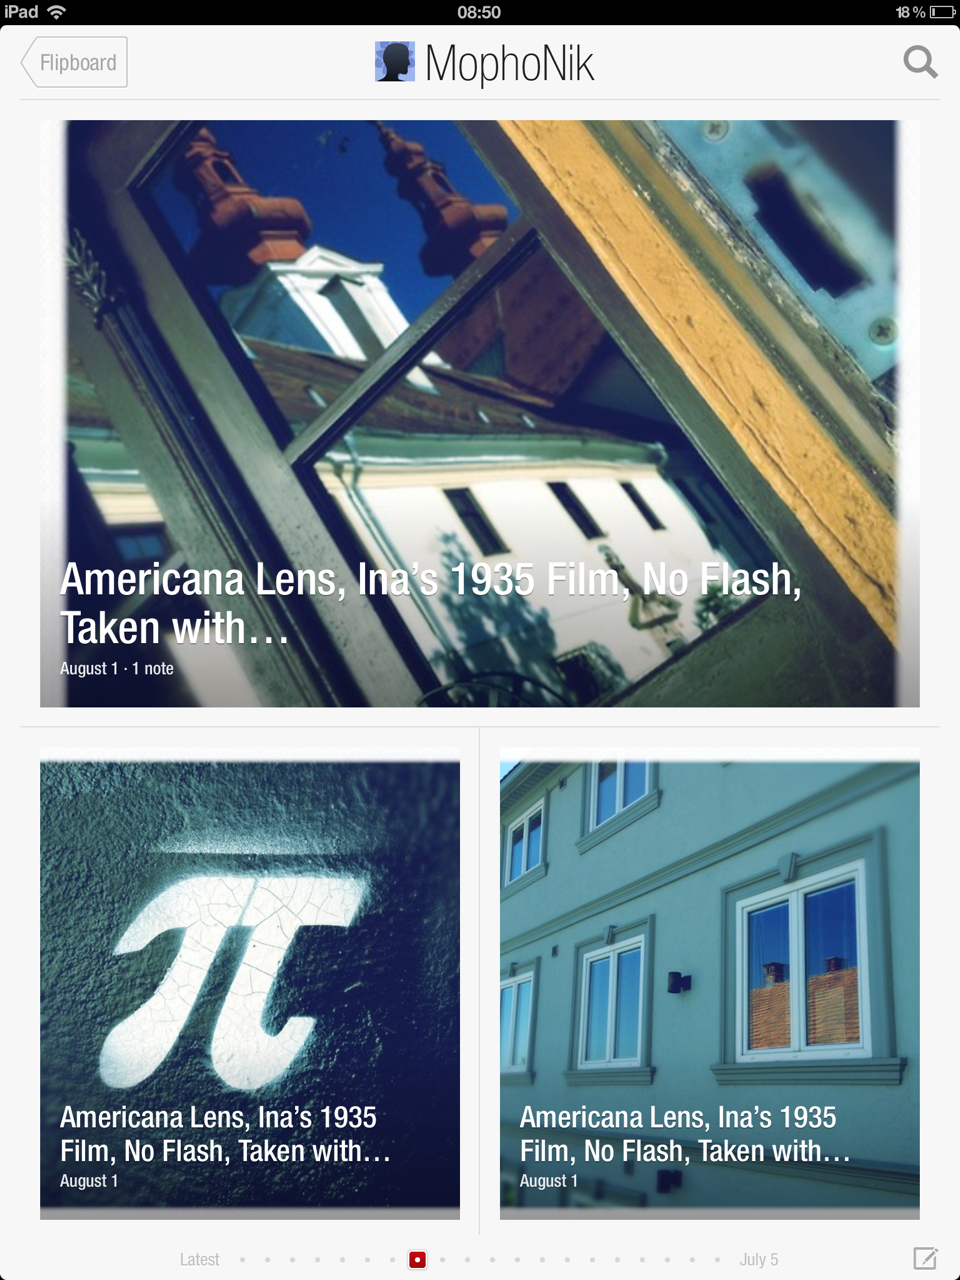 iPad
08:50
18 %
Flipboard
MophoNik
Americana Lens, Ina's 1935 Film, No Flash,
Taken with…
August 1 · 1 note
π
Americana Lens, Ina's 1935
Film, No Flash, Taken with…
August 1
Americana Lens, Ina's 1935
Film, No Flash, Taken with…
August 1
Latest
July 5